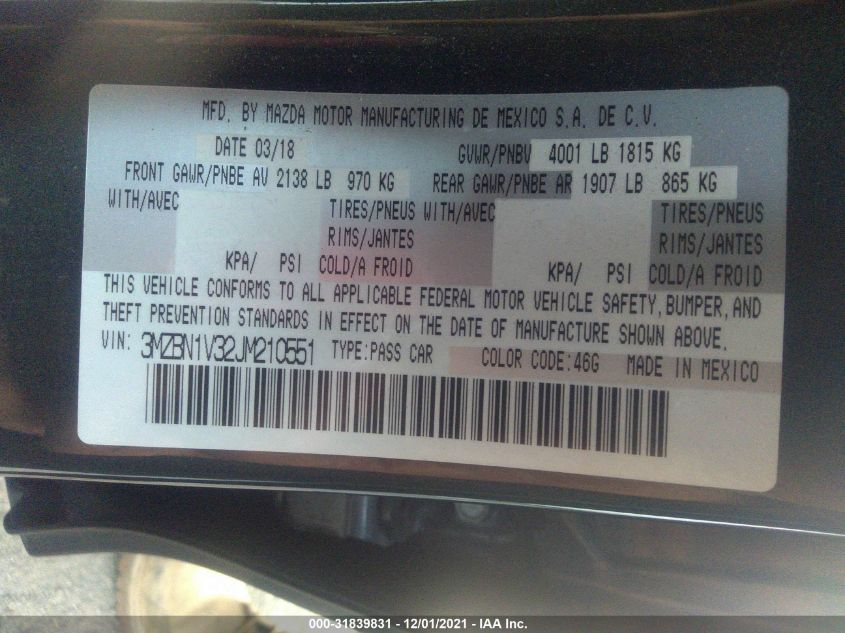 MFD. BY MAZDA MOTOR MANUFACTURING DE MEXICO S.A. DE C.V.
DATE 03/18 GVWR/PNBV 4001 LB 1815 KG
FRONT GAWR/PNBE AV 2138 LB 970 KG REAR GAWR/PNBE AR 1907 LB 865 KG
WITH/AVEC TIRES/PNEUS WITH/AVEC TIRES/PNEUS
RIMS/JANTES RIMS/JANTES
KPA/ PSI COLD/A FROID KPA/ PSI COLD/A FROID
THIS VEHICLE CONFORMS TO ALL APPLICABLE FEDERAL MOTOR VEHICLE SAFETY, BUMPER, AND
THEFT PREVENTION STANDARDS IN EFFECT ON THE DATE OF MANUFACTURE SHOWN ABOVE.
VIN: 3MZBN1V32JM210551 TYPE:PASS CAR COLOR CODE:46G MADE IN MEXICO
000-31839831 - 12/01/2021 - IAA Inc.